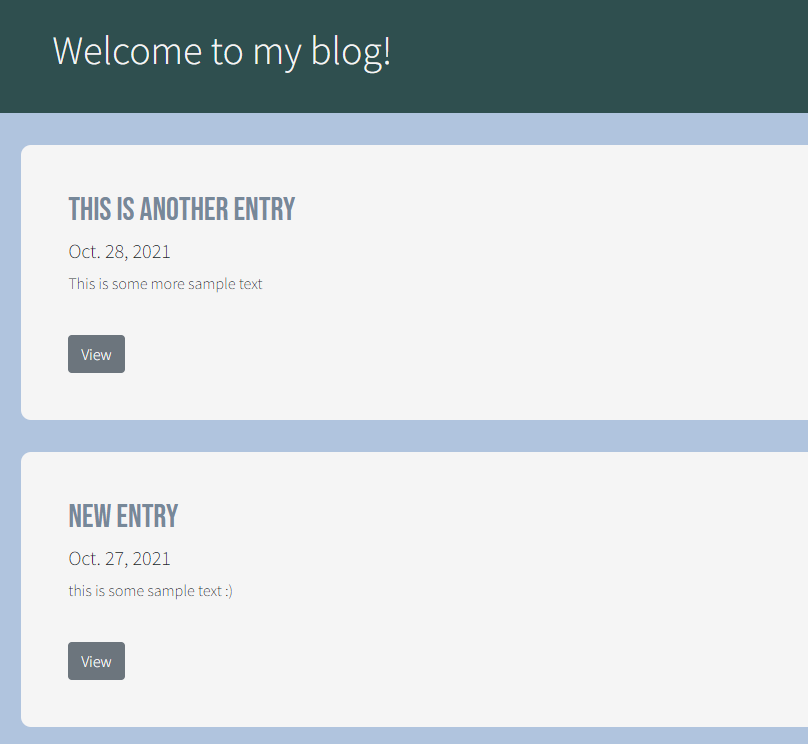 Welcome to my blog!
THIS IS ANOTHER ENTRY
Oct. 28, 2021
This is some more sample text
View
NEW ENTRY
Oct. 27, 2021
this is some sample text :)
View